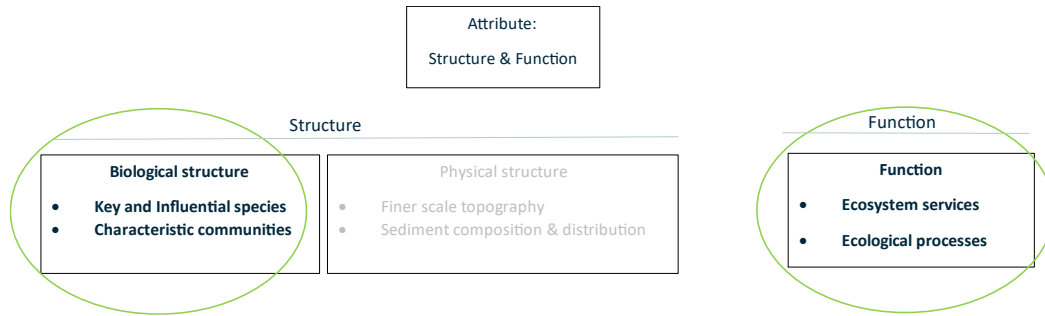 Attribute:
Structure & Function
Structure
Function
Biological structure
• Key and Influential species
• Characteristic communities
Physical structure
• Finer scale topography
• Sediment composition & distribution
Function
• Ecosystem services
• Ecological processes